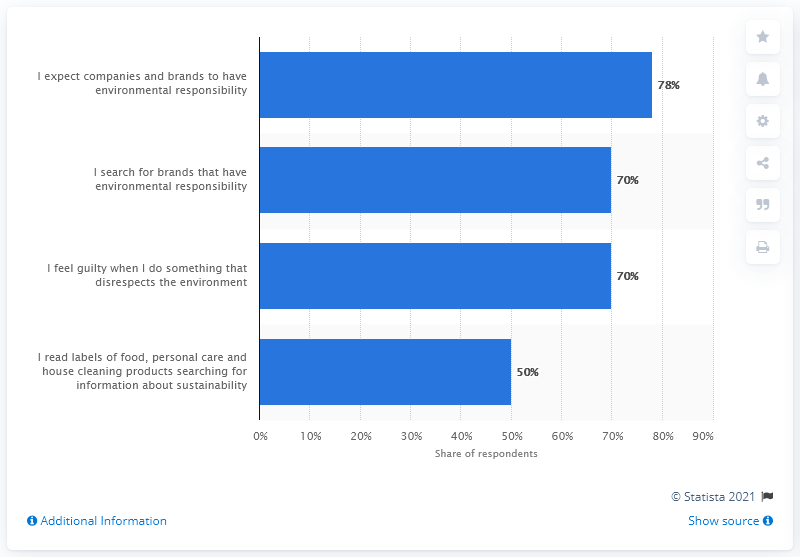 I expect companies and brands to have
environmental responsibility
78%
I search for brands that have
environmental responsibility
70%
I feel guilty when I do something that
disrespects the environment
70%
I read labels of food, personal care and
house cleaning products searching for
information about sustainability
50%
0% 10% 20% 30% 40% 50% 60% 70% 80% 90%
Share of respondents
© Statista 2021
Additional Information
Show source